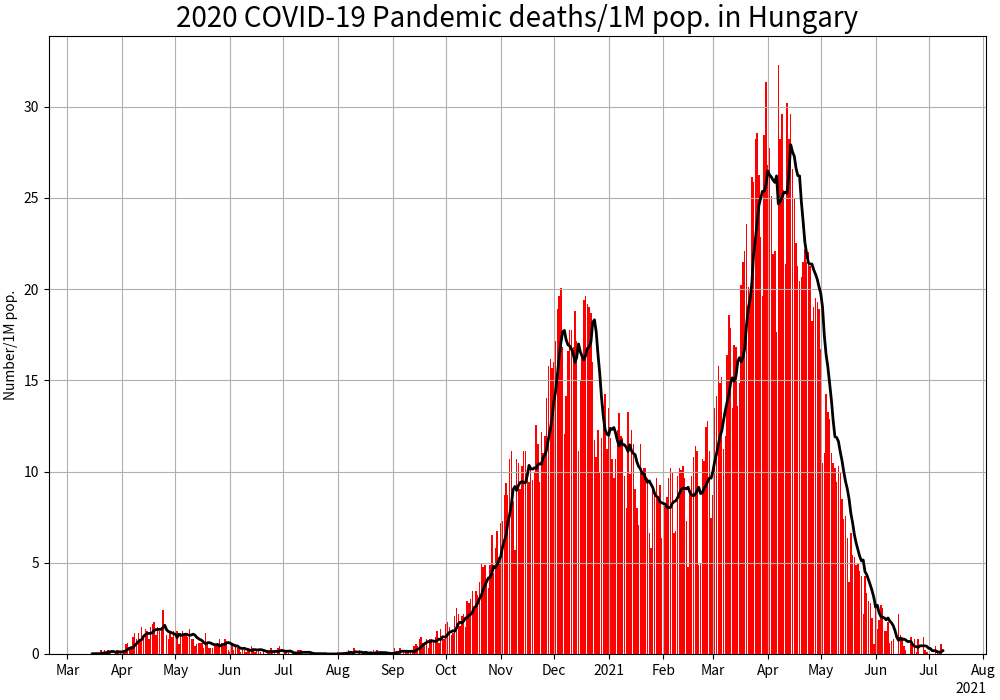 2020 COVID-19 Pandemic deaths/1M pop. in Hungary
Number/1M pop.
30
25
20
15
10
5
0
Mar Apr May Jun Jul Aug Sep Oct Nov Dec 2021 Feb Mar Apr May Jun Jul Aug
2021